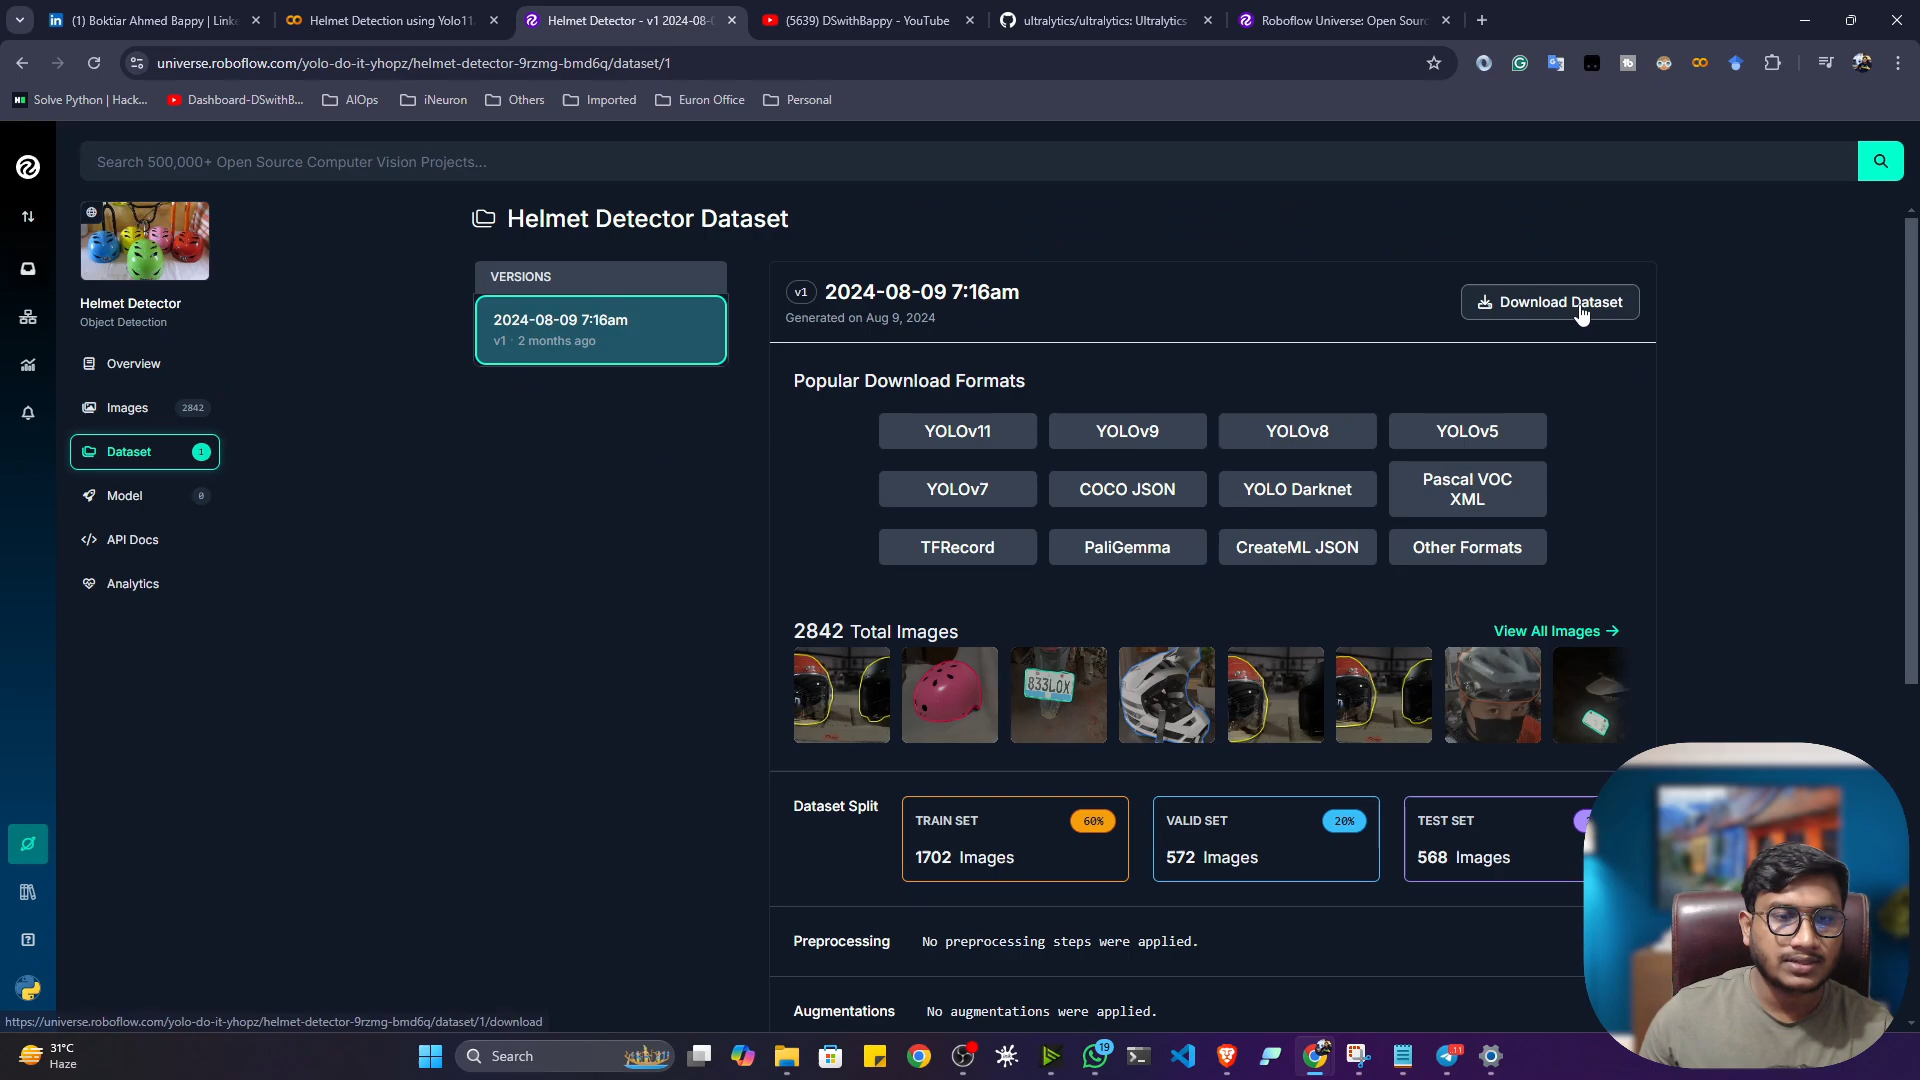 (1) Boktiar Ahmed Bappy | Linke
Helmet Detection using Yolo11.
Helmet Detector - v1 2024-08-0
(5639) DSwithBappy - YouTube
ultralytics/ultralytics: Ultralytics
Roboflow Universe: Open Sourc
universe.roboflow.com/yolo-do-it-yhopz/helmet-detector-9rzmg-bmd6q/dataset/1
Solve Python | Hack...
Dashboard-DSwithB...
AIOps
iNeuron
Others
Imported
Euron Office
Personal
Search 500,000+ Open Source Computer Vision Projects...
Helmet Detector
Object Detection
Overview
Images 2842
Dataset 1
Model 0
API Docs
Analytics
Helmet Detector Dataset
VERSIONS
2024-08-09 7:16am
v1 · 2 months ago
v1 2024-08-09 7:16am
Generated on Aug 9, 2024
Download Dataset
Popular Download Formats
YOLOv11 YOLOv9 YOLOv8 YOLOv5
YOLOv7 COCO JSON YOLO Darknet Pascal VOC
XML
TFRecord PaliGemma CreateML JSON Other Formats
2842 Total Images
View All Images
833LOX
Dataset Split
TRAIN SET 60%
1702 Images
VALID SET 20%
572 Images
TEST SET
568 Images
Preprocessing
No preprocessing steps were applied.
Augmentations
No augmentations were applied.
https://universe.roboflow.com/yolo-do-it-yhopz/helmet-detector-9rzmg-bmd6q/dataset/1/download
31°C
Haze
Search
19
11